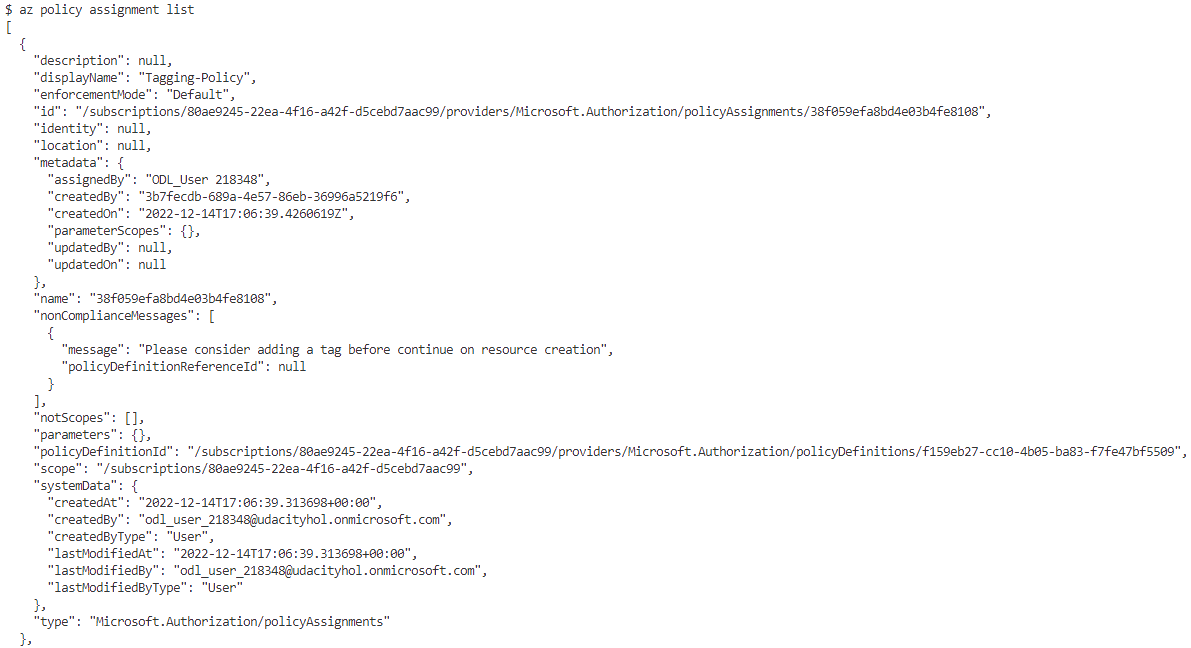 $ az policy assignment list
[
  {
    "description": null,
    "displayName": "Tagging-Policy",
    "enforcementMode": "Default",
    "id": "/subscriptions/80ae9245-22ea-4f16-a42f-d5cebd7aac99/providers/Microsoft.Authorization/policyAssignments/38f059efa8bd4e03b4fe8108",
    "identity": null,
    "location": null,
    "metadata": {
      "assignedBy": "ODL_User 218348",
      "createdBy": "3b7fecdb-689a-4e57-86eb-36996a5219f6",
      "createdOn": "2022-12-14T17:06:39.4260619Z",
      "parameterScopes": {},
      "updatedBy": null,
      "updatedOn": null
    },
    "name": "38f059efa8bd4e03b4fe8108",
    "nonComplianceMessages": [
      {
        "message": "Please consider adding a tag before continue on resource creation",
        "policyDefinitionReferenceId": null
      }
    ],
    "notScopes": [],
    "parameters": {},
    "policyDefinitionId": "/subscriptions/80ae9245-22ea-4f16-a42f-d5cebd7aac99/providers/Microsoft.Authorization/policyDefinitions/f159eb27-cc10-4b05-ba83-f7fe47bf5509",
    "scope": "/subscriptions/80ae9245-22ea-4f16-a42f-d5cebd7aac99",
    "systemData": {
      "createdAt": "2022-12-14T17:06:39.313698+00:00",
      "createdBy": "odl_user_218348@udacityhol.onmicrosoft.com",
      "createdByType": "User",
      "lastModifiedAt": "2022-12-14T17:06:39.313698+00:00",
      "lastModifiedBy": "odl_user_218348@udacityhol.onmicrosoft.com",
      "lastModifiedByType": "User"
    },
    "type": "Microsoft.Authorization/policyAssignments"
  },